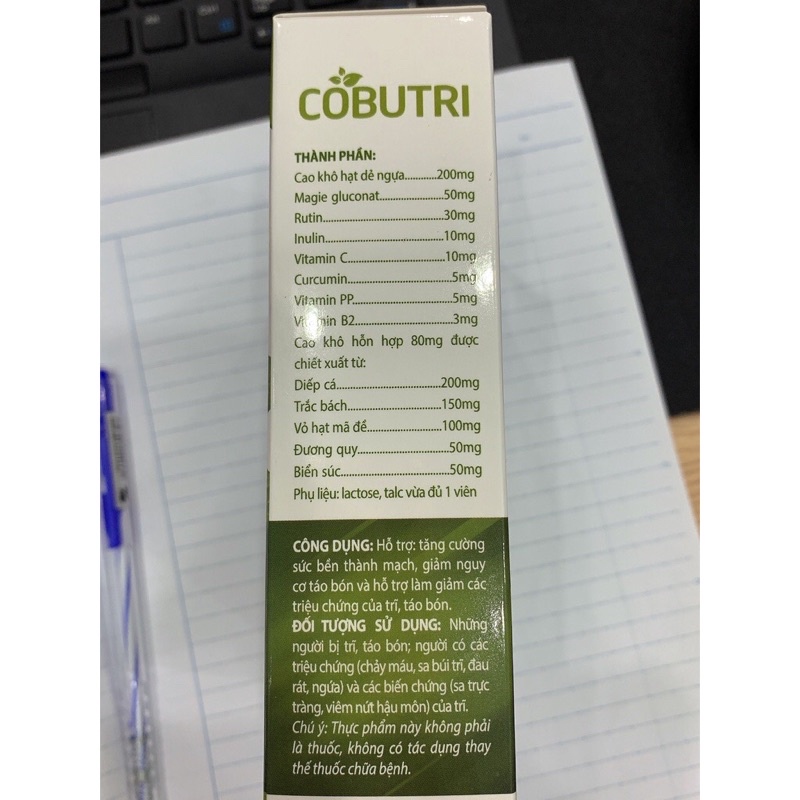 COBUTRI
THÀNH PHẦN:
Cao khô hạt dẻ ngựa............200mg
Magie gluconat........................50mg
Rutin.............................................30mg
Inulin............................................10mg
Vitamin C....................................10mg
Curcumin......................................5mg
Vitamin PP...................................5mg
Vitamin B2...................................3mg
Cao khô hỗn hợp 80mg được
chiết xuất từ:
Diếp cá.......................................200mg
Trắc bách...................................150mg
Vỏ hạt mã đề............................100mg
Đương quy..................................50mg
Biển súc........................................50mg
Phụ liệu: lactose, talc vừa đủ 1 viên
CÔNG DỤNG: Hỗ trợ: tăng cường
sức bền thành mạch, giảm nguy
cơ táo bón và hỗ trợ làm giảm các
triệu chứng của trĩ, táo bón.
ĐỐI TƯỢNG SỬ DỤNG: Những
người bị trĩ, táo bón; người có các
triệu chứng (chảy máu, sa búi trĩ, đau
rát, ngứa) và các biến chứng (sa trực
tràng, viêm nứt hậu môn) của trĩ.
Chú ý: Thực phẩm này không phải
là thuốc, không có tác dụng thay
thế thuốc chữa bệnh.